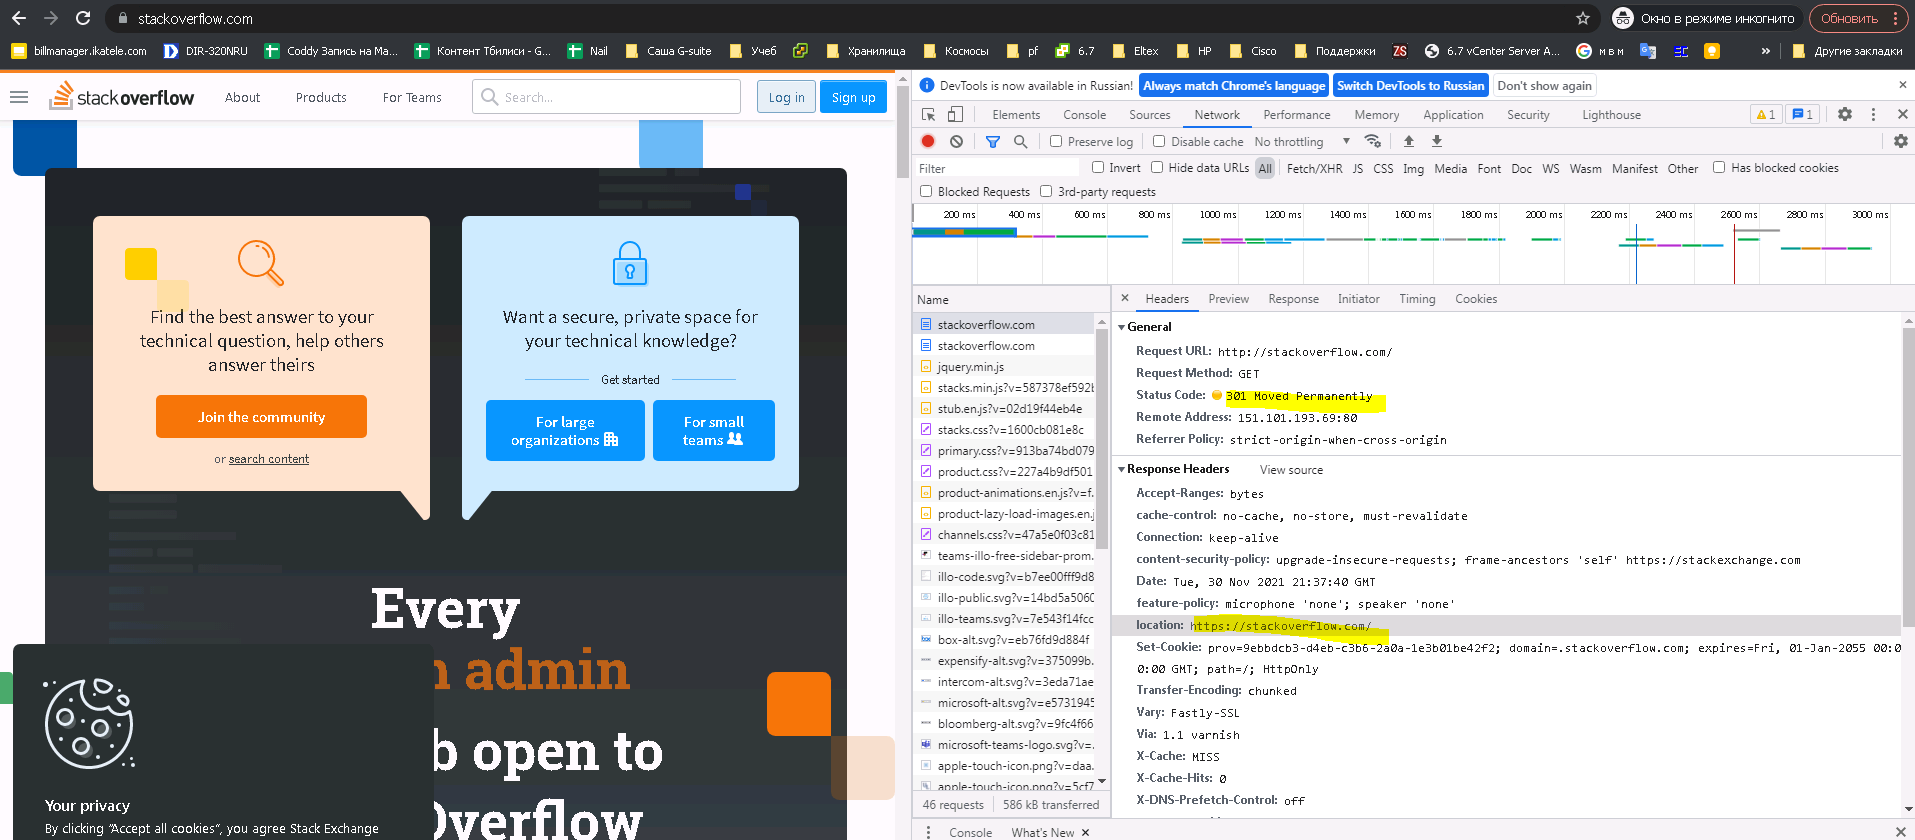 stackoverflow.com
Окно в режиме инкогнито
Обновить
billmanager.ikatele.com
DIR-320NRU
Coddy Запись на Ma...
Контент Тбилиси - G...
Nail
Саша G-suite
Учеб
Хранилища
Космосы
pf
6.7
Eltex
HP
Cisco
Поддержки
ZS
6.7 vCenter Server A...
м в м
EC
»
Другие закладки
stackoverflow
About
Products
For Teams
Search...
Log in
Sign up
Find the best answer to your
technical question, help others
answer theirs
Join the community
or search content
Want a secure, private space for
your technical knowledge?
Get started
For large
organizations
For small
teams
Every
n admin
b open to
Overflow
Your privacy
By clicking “Accept all cookies”, you agree Stack Exchange
DevTools is now available in Russian!
Always match Chrome's language
Switch DevTools to Russian
Don't show again
Elements
Console
Sources
Network
Performance
Memory
Application
Security
Lighthouse
1
1
Preserve log
Disable cache
No throttling
Filter
Invert
Hide data URLs
All
Fetch/XHR
JS
CSS
Img
Media
Font
Doc
WS
Wasm
Manifest
Other
Has blocked cookies
Blocked Requests
3rd-party requests
200 ms
400 ms
600 ms
800 ms
1000 ms
1200 ms
1400 ms
1600 ms
1800 ms
2000 ms
2200 ms
2400 ms
2600 ms
2800 ms
3000 ms
Name
stackoverflow.com
stackoverflow.com
jquery.min.js
stacks.min.js?v=587378ef592b
stub.en.js?v=02d19f44eb4e
stacks.css?v=1600cb081e8c
primary.css?v=913ba74bd079
product.css?v=227a4b9df501
product-animations.en.js?v=f.
product-lazy-load-images.en.j
channels.css?v=47a5e0f03c81
teams-illo-free-sidebar-prom.
illo-code.svg?v=b7ee00fff9d8
illo-public.svg?v=14bd5a5060
illo-teams.svg?v=7e543f14fcc
box-alt.svg?v=eb76fd9d884f
expensify-alt.svg?v=375099b.
intercom-alt.svg?v=3eda71ae
microsoft-alt.svg?v=e5731945
bloomberg-alt.svg?v=9fc4f66
microsoft-teams-logo.svg?v=.
apple-touch-icon.png?v=daa.
apple-touch-icon.png?v=5cf7
46 requests
586 kB transferred
Headers
Preview
Response
Initiator
Timing
Cookies
General
Request URL: http://stackoverflow.com/
Request Method: GET
Status Code: 301 Moved Permanently
Remote Address: 151.101.193.69:80
Referrer Policy: strict-origin-when-cross-origin
Response Headers
View source
Accept-Ranges: bytes
cache-control: no-cache, no-store, must-revalidate
Connection: keep-alive
content-security-policy: upgrade-insecure-requests; frame-ancestors 'self' https://stackexchange.com
Date: Tue, 30 Nov 2021 21:37:40 GMT
feature-policy: microphone 'none'; speaker 'none'
location: https://stackoverflow.com/
Set-Cookie: prov=9ebbdcb3-d4eb-c3b6-2a0a-1e3b01be42f2; domain=.stackoverflow.com; expires=Fri, 01-Jan-2055 00:0
0:00 GMT; path=/; HttpOnly
Transfer-Encoding: chunked
Vary: Fastly-SSL
Via: 1.1 varnish
X-Cache: MISS
X-Cache-Hits: 0
X-DNS-Prefetch-Control: off
Console
What's New